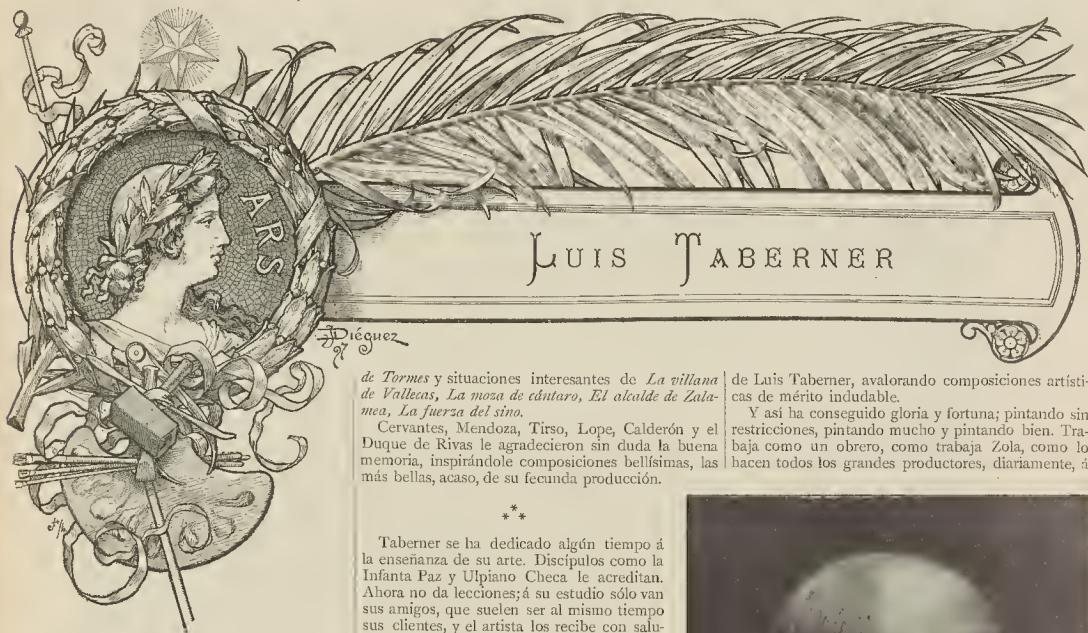 ARS
LUIS TABERNER
Diéguez
97
de Tormes y situaciones interesantes de La villana
de Vallecas, La moza de cántaro, El alcalde de Zala-
mea, La fuerza del sino.
Cervantes, Mendoza, Tirso, Lope, Calderón y el
Duque de Rivas le agradecieron sin duda la buena
memoria, inspirándole composiciones bellísimas, las
más bellas, acaso, de su fecunda producción.
***
Taberner se ha dedicado algún tiempo á
la enseñanza de su arte. Discípulos como la
Infanta Paz y Ulpiano Checa le acreditan.
Ahora no da lecciones; á su estudio sólo van
sus amigos, que suelen ser al mismo tiempo
sus clientes, y el artista los recibe con salu-
de Luis Taberner, avalorando composiciones artísti-
cas de mérito indudable.
Y así ha conseguido gloria y fortuna; pintando sin
restricciones, pintando mucho y pintando bien. Tra-
baja como un obrero, como trabaja Zola, como lo
hacen todos los grandes productores, diariamente, á